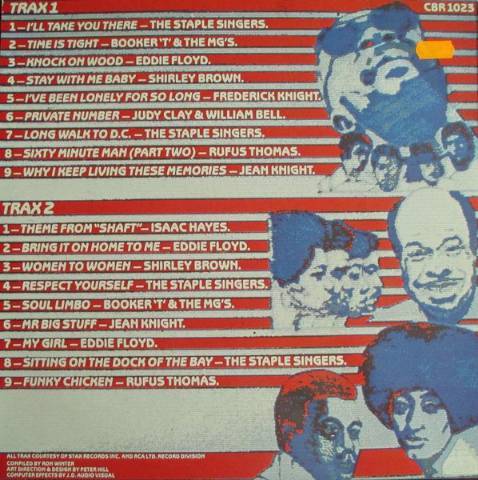 TRAX 1
CBR 1023
1 – I'LL TAKE YOU THERE – THE STAPLE SINGERS.
2 – TIME IS TIGHT – BOOKER 'T' & THE MG'S.
3 – KNOCK ON WOOD – EDDIE FLOYD.
4 – STAY WITH ME BABY – SHIRLEY BROWN.
5 – I'VE BEEN LONELY FOR SO LONG – FREDERICK KNIGHT.
6 – PRIVATE NUMBER – JUDY CLAY & WILLIAM BELL.
7 – LONG WALK TO D.C. – THE STAPLE SINGERS.
8 – SIXTY MINUTE MAN (PART TWO) – RUFUS THOMAS.
9 – WHY I KEEP LIVING THESE MEMORIES – JEAN KNIGHT.
TRAX 2
1 – THEME FROM "SHAFT" – ISAAC HAYES.
2 – BRING IT ON HOME TO ME – EDDIE FLOYD.
3 – WOMEN TO WOMEN – SHIRLEY BROWN.
4 – RESPECT YOURSELF – THE STAPLE SINGERS.
5 – SOUL LIMBO – BOOKER 'T' & THE MG'S.
6 – MR BIG STUFF – JEAN KNIGHT.
7 – MY GIRL – EDDIE FLOYD.
8 – SITTING ON THE DOCK OF THE BAY – THE STAPLE SINGERS.
9 – FUNKY CHICKEN – RUFUS THOMAS.
ALL TRAX COURTESY OF STAX RECORDS INC. AND RCA LTD. RECORD DIVISION
COMPILED BY RON WINTER
ART DIRECTION & DESIGN BY PETER HILL
COMPUTER EFFECTS BY J.O. AUDIO VISUAL